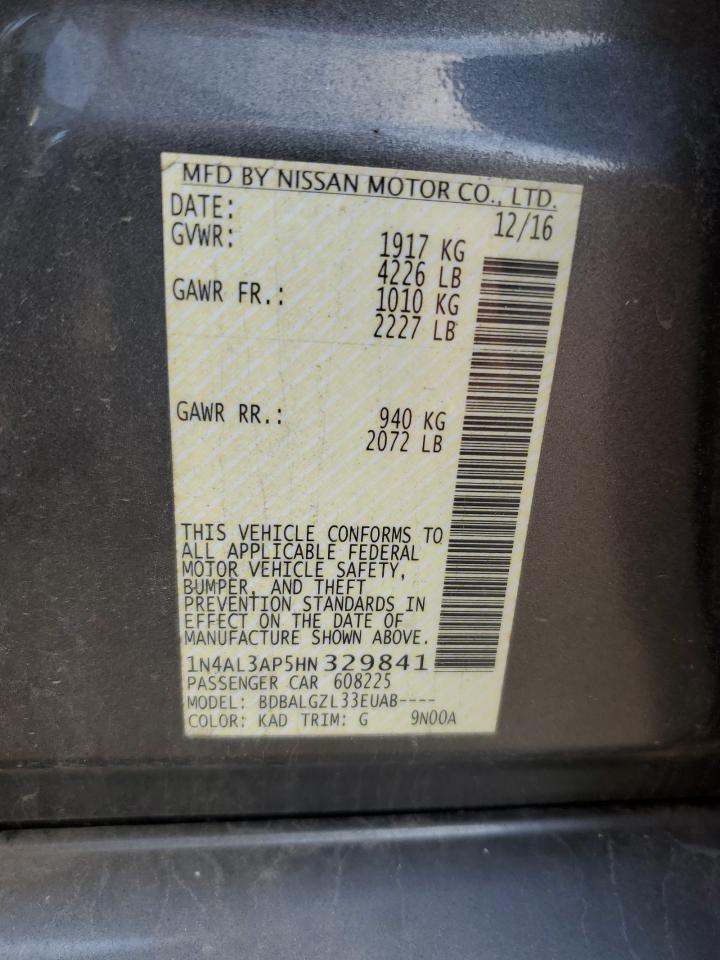 MFD BY NISSAN MOTOR CO., LTD.
DATE: 12/16
GVWR: 1917 KG
4226 LB
GAWR FR.: 1010 KG
2227 LB
GAWR RR.: 940 KG
2072 LB
THIS VEHICLE CONFORMS TO
ALL APPLICABLE FEDERAL
MOTOR VEHICLE SAFETY,
BUMPER, AND THEFT
PREVENTION STANDARDS IN
EFFECT ON THE DATE OF
MANUFACTURE SHOWN ABOVE.
1N4AL3AP5HN329841
PASSENGER CAR 608225
MODEL: BDBALGZL33EUAB----
COLOR: KAD TRIM: G 9N00A